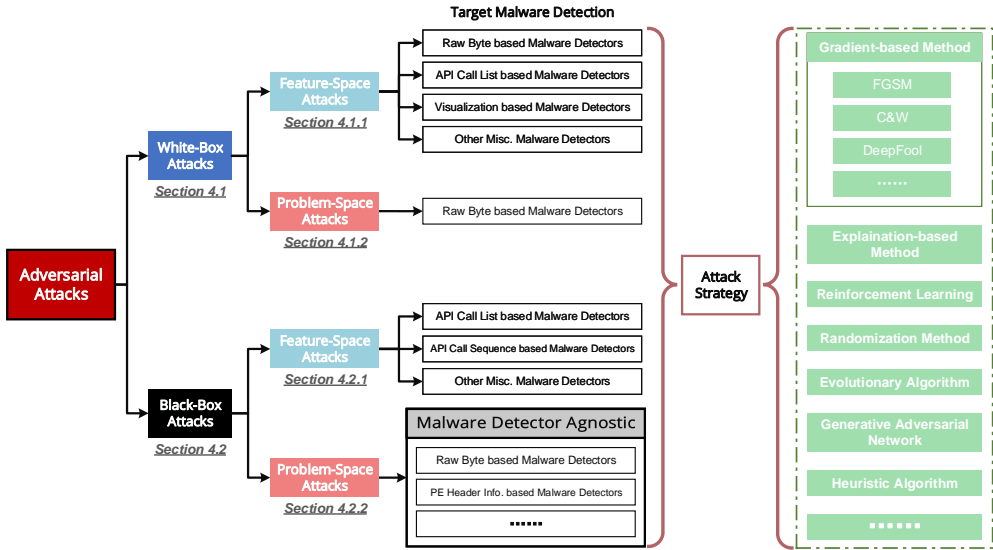 Target Malware Detection
Raw Byte based Malware Detectors
API Call List based Malware Detectors
Visualization based Malware Detectors
Other Misc. Malware Detectors
Feature-Space
Attacks
Section 4.1.1
White-Box
Attacks
Section 4.1
Problem-Space
Attacks
Section 4.1.2
Raw Byte based Malware Detectors
Adversarial
Attacks
API Call List based Malware Detectors
API Call Sequence based Malware Detectors
Other Misc. Malware Detectors
Feature-Space
Attacks
Section 4.2.1
Black-Box
Attacks
Section 4.2
Problem-Space
Attacks
Section 4.2.2
Malware Detector Agnostic
Raw Byte based Malware Detectors
PE Header Info. based Malware Detectors
......
Attack
Strategy
Gradient-based Method
FGSM
C&W
DeepFool
......
Explaination-based
Method
Reinforcement Learning
Randomization Method
Evolutionary Algorithm
Generative Adversarial
Network
Heuristic Algorithm
......